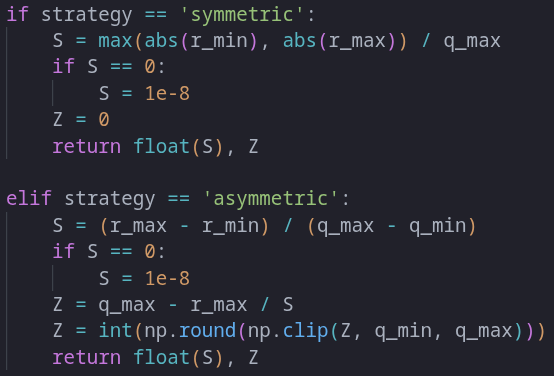 if strategy == 'symmetric':
    S = max(abs(r_min), abs(r_max)) / q_max
    if S == 0:
        S = 1e-8
    Z = 0
    return float(S), Z

elif strategy == 'asymmetric':
    S = (r_max - r_min) / (q_max - q_min)
    if S == 0:
        S = 1e-8
    Z = q_max - r_max / S
    Z = int(np.round(np.clip(Z, q_min, q_max)))
    return float(S), Z